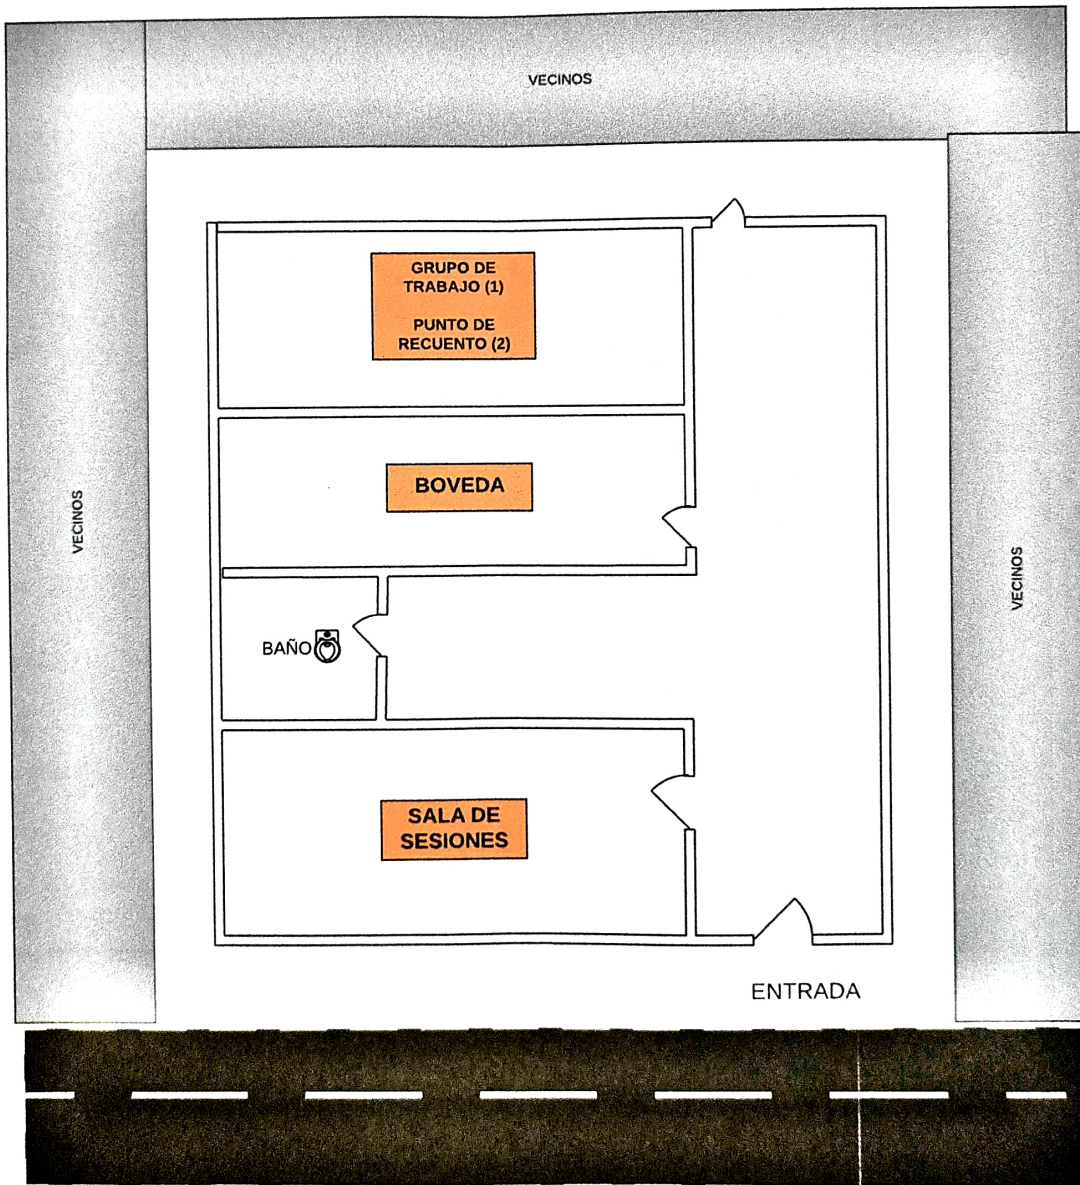 VECINOS
GRUPO DE
TRABAJO (1)
PUNTO DE
RECUENTO (2)
BOVEDA
VECINOS
VECINOS
BAÑO
SALA DE
SESIONES
ENTRADA